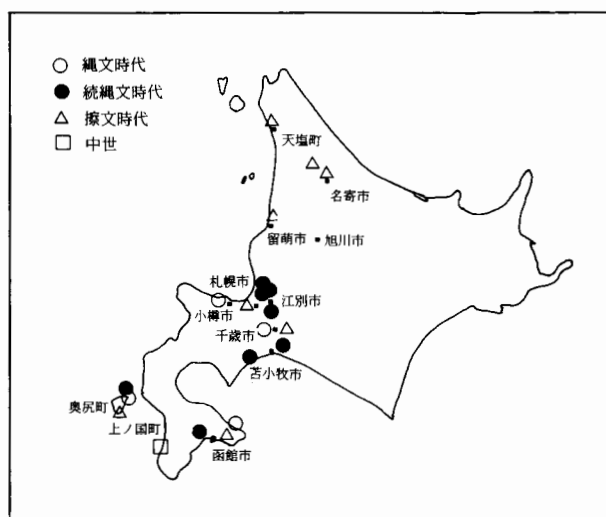 縄文時代
続縄文時代
擦文時代
中世
天塩町
名寄市
留萌市
旭川市
札幌市
江別市
小樽市
千歳市
苫小牧市
奥尻町
上ノ国町
函館市